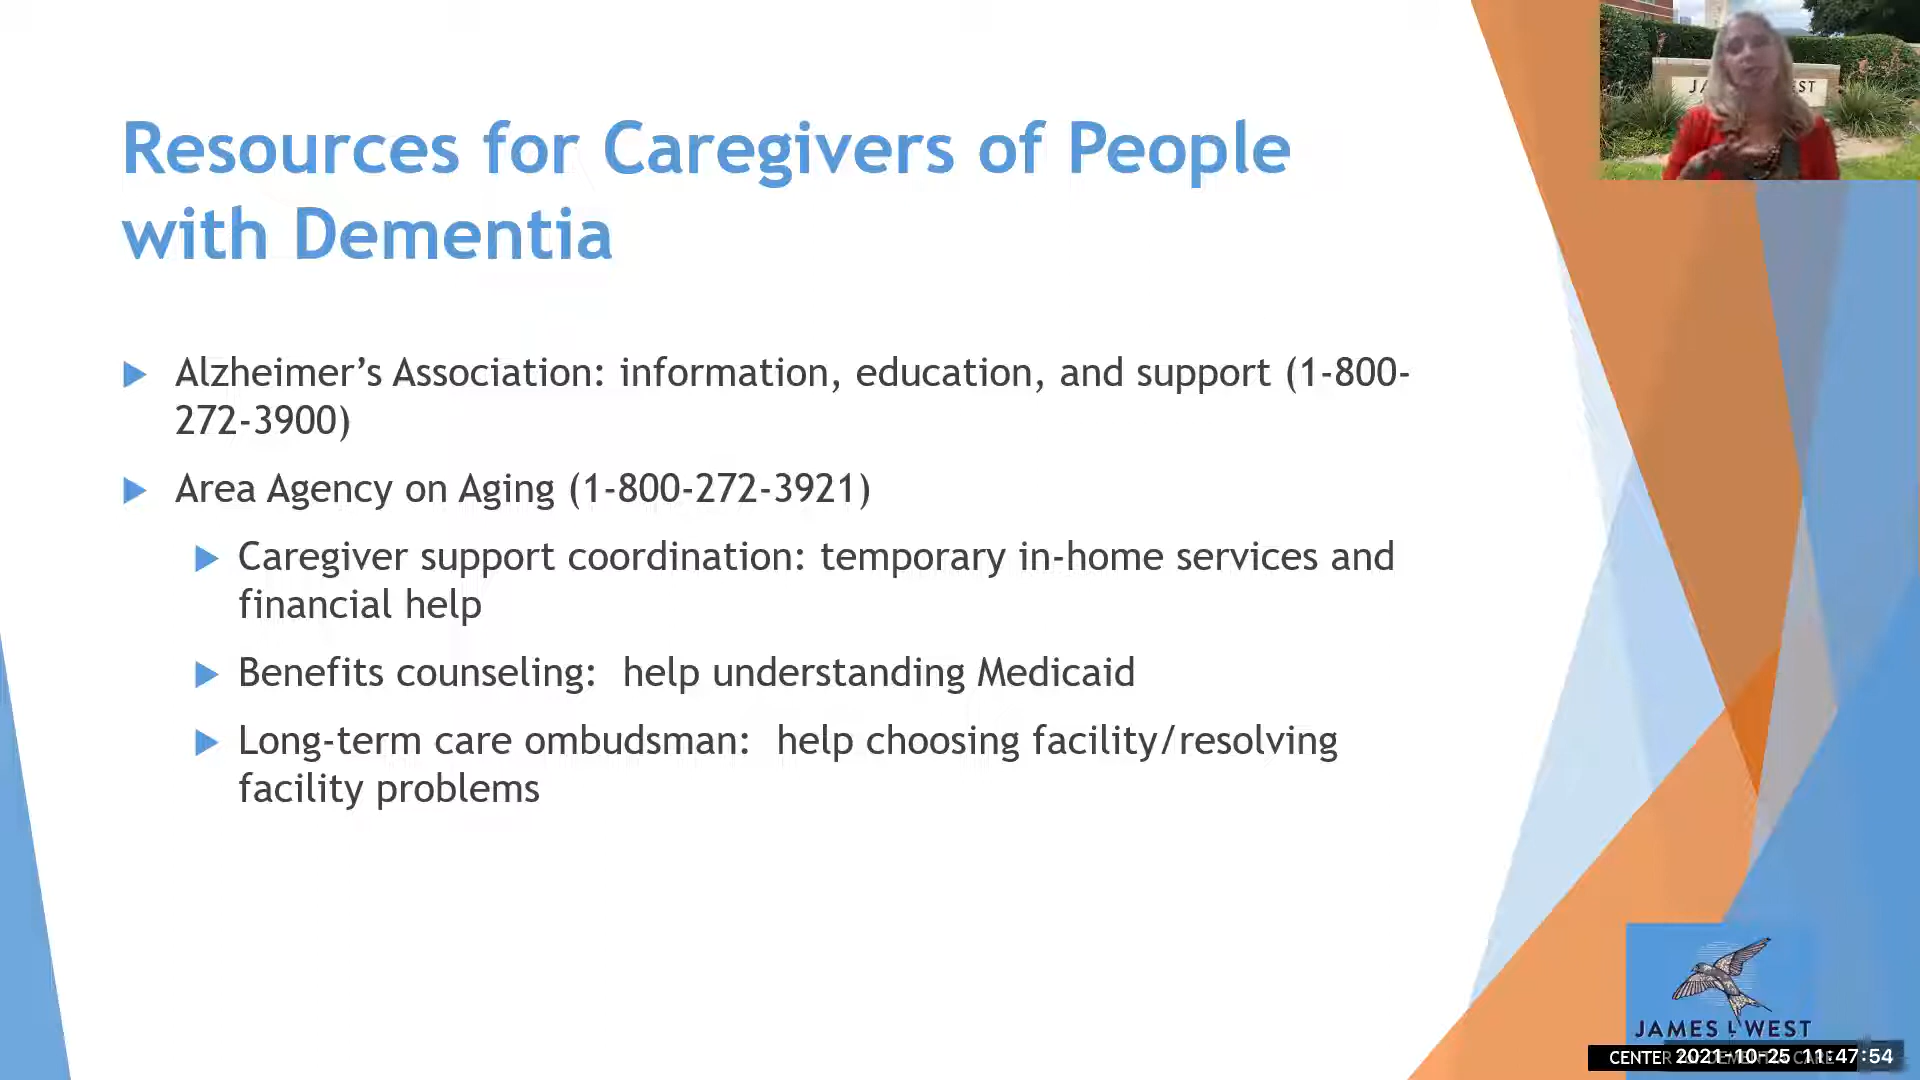 Resources for Caregivers of People
with Dementia
Alzheimer’s Association: information, education, and support (1-800-
272-3900)
Area Agency on Aging (1-800-272-3921)
Caregiver support coordination: temporary in-home services and
financial help
Benefits counseling:  help understanding Medicaid
Long-term care ombudsman:  help choosing facility/resolving
facility problems
JAMES L WEST
CENTER
2021-10-25 11:47:54